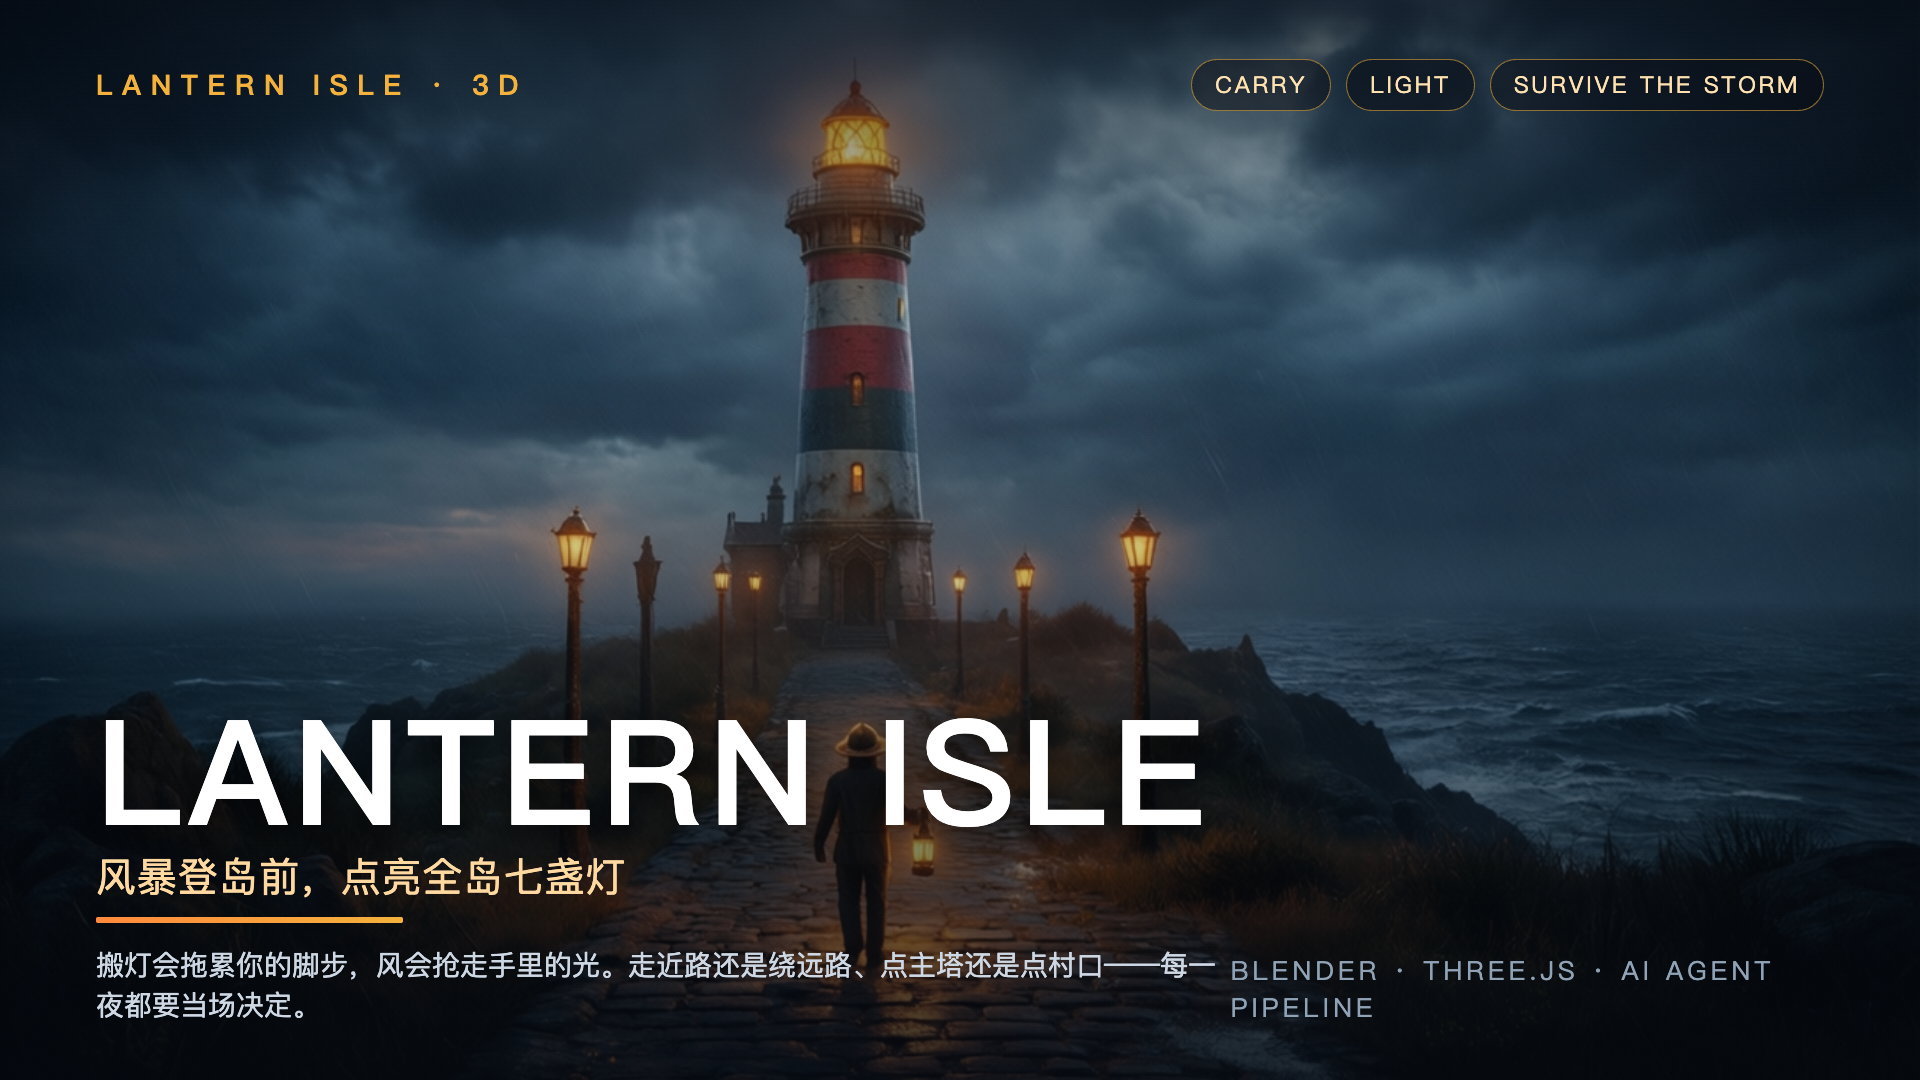 LANTERN ISLE · 3D
CARRY
LIGHT
SURVIVE THE STORM
LANTERN ISLE
风暴登岛前，点亮全岛七盏灯
搬灯会拖累你的脚步，风会抢走手里的光。走近路还是绕远路、点主塔还是点村口——每一
夜都要当场决定。
BLENDER · THREE.JS · AI AGENT
PIPELINE